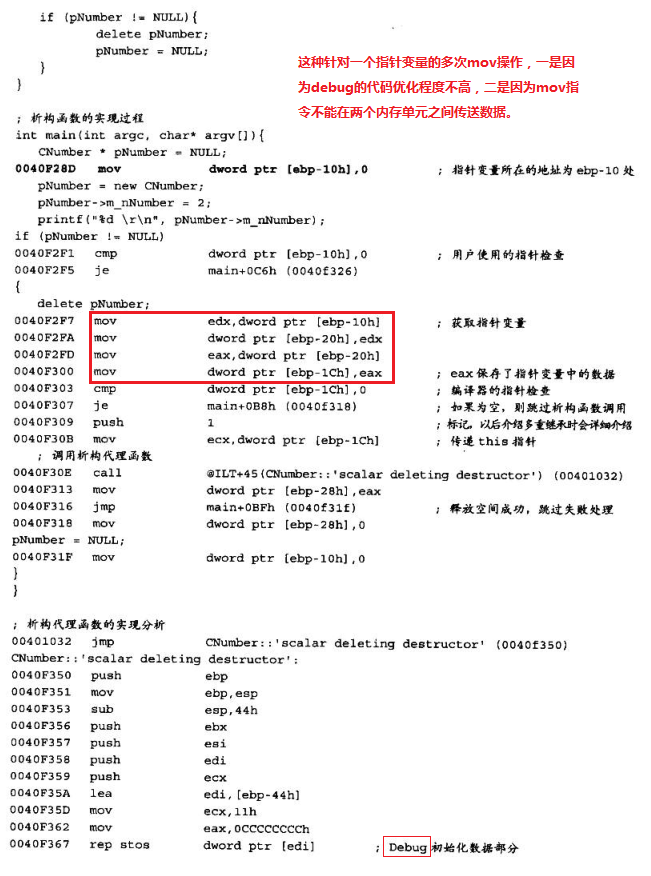 if (pNumber != NULL){
delete pNumber;
pNumber = NULL;
}
}
这种针对一个指针变量的多次mov操作，一是因
为debug的代码优化程度不高，二是因为mov指
令不能在两个内存单元之间传送数据。
; 析构函数的实现过程
int main(int argc, char* argv[]){
CNumber * pNumber = NULL;
0040F28D mov dword ptr [ebp-10h],0 ; 指针变量所在的地址为 ebp-10 处
pNumber = new CNumber;
pNumber->m_nNumber = 2;
printf("%d \r\n", pNumber->m_nNumber);
if (pNumber != NULL)
0040F2F1 cmp dword ptr [ebp-10h],0 ; 用户使用的指针检查
0040F2F5 je main+0C6h (0040f326)
{
delete pNumber;
0040F2F7 mov edx,dword ptr [ebp-10h] ; 获取指针变量
0040F2FA mov dword ptr [ebp-20h],edx
0040F2FD mov eax,dword ptr [ebp-20h]
0040F300 mov dword ptr [ebp-1Ch],eax ; eax 保存了指针变量中的数据
0040F303 cmp dword ptr [ebp-1Ch],0 ; 编译器的指针检查
0040F307 je main+0B8h (0040f318) ; 如果为空，则跳过析构函数调用
0040F309 push 1 ; 标记，以后介绍多重继承时会详细介绍
0040F30B mov ecx,dword ptr [ebp-1Ch] ; 传递 this 指针
; 调用析构代理函数
0040F30E call @ILT+45(CNumber::'scalar deleting destructor') (00401032)
0040F313 mov dword ptr [ebp-28h],eax
0040F316 jmp main+0BFh (0040f31f) ; 释放空间成功，跳过失败处理
0040F318 mov dword ptr [ebp-28h],0
pNumber = NULL;
0040F31F mov dword ptr [ebp-10h],0
}
}
; 析构代理函数的实现分析
00401032 jmp CNumber::'scalar deleting destructor' (0040f350)
CNumber::'scalar deleting destructor':
0040F350 push ebp
0040F351 mov ebp,esp
0040F353 sub esp,44h
0040F356 push ebx
0040F357 push esi
0040F358 push edi
0040F359 push ecx
0040F35A lea edi,[ebp-44h]
0040F35D mov ecx,11h
0040F362 mov eax,0CCCCCCCCh
0040F367 rep stos dword ptr [edi] ; Debug 初始化数据部分